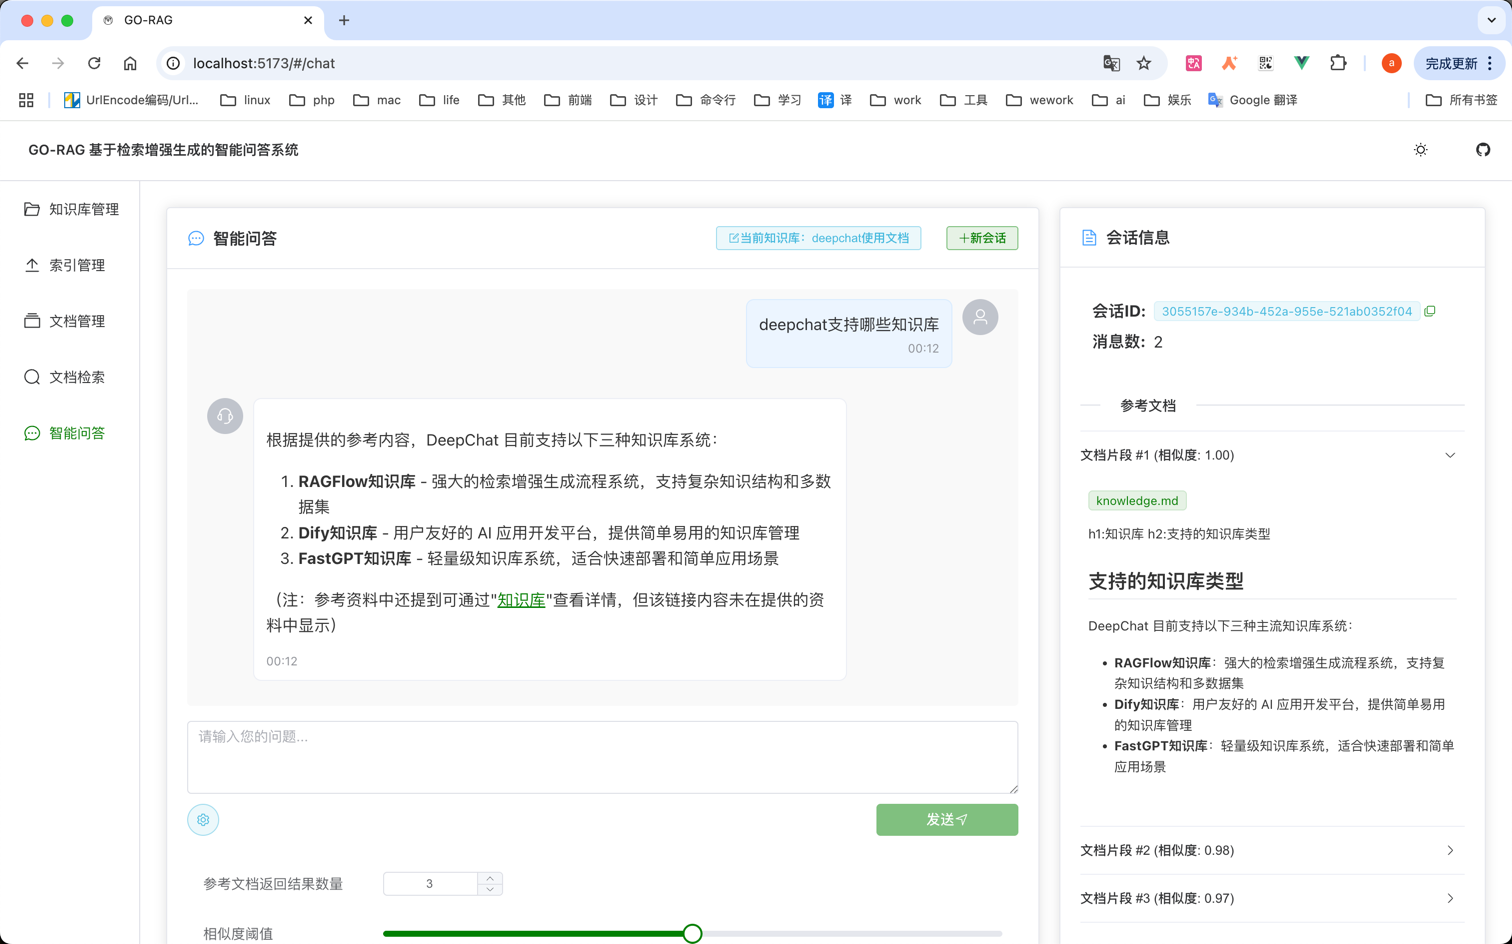 GO-RAG
localhost:5173/#/chat
a
完成更新
UrlEncode编码/Url...
linux
php
mac
life
其他
前端
设计
命令行
学习
译
译
work
工具
wework
ai
娱乐
Google 翻译
所有书签
GO-RAG 基于检索增强生成的智能问答系统
知识库管理
索引管理
文档管理
文档检索
智能问答
智能问答
当前知识库：deepchat使用文档
+新会话
deepchat支持哪些知识库
00:12
根据提供的参考内容，DeepChat 目前支持以下三种知识库系统：
1. RAGFlow知识库 - 强大的检索增强生成流程系统，支持复杂知识结构和多数
据集
2. Dify知识库 - 用户友好的 AI 应用开发平台，提供简单易用的知识库管理
3. FastGPT知识库 - 轻量级知识库系统，适合快速部署和简单应用场景
（注：参考资料中还提到可通过"知识库"查看详情，但该链接内容未在提供的资
料中显示）
00:12
请输入您的问题...
发送
参考文档返回结果数量
3
相似度阈值
会话信息
会话ID: 3055157e-934b-452a-955e-521ab0352f04
消息数: 2
参考文档
文档片段 #1 (相似度: 1.00)
knowledge.md
h1:知识库 h2:支持的知识库类型
支持的知识库类型
DeepChat 目前支持以下三种主流知识库系统：
• RAGFlow知识库：强大的检索增强生成流程系统，支持复
杂知识结构和多数据集
• Dify知识库：用户友好的 AI 应用开发平台，提供简单易用
的知识库管理
• FastGPT知识库：轻量级知识库系统，适合快速部署和简单
应用场景
文档片段 #2 (相似度: 0.98)
文档片段 #3 (相似度: 0.97)